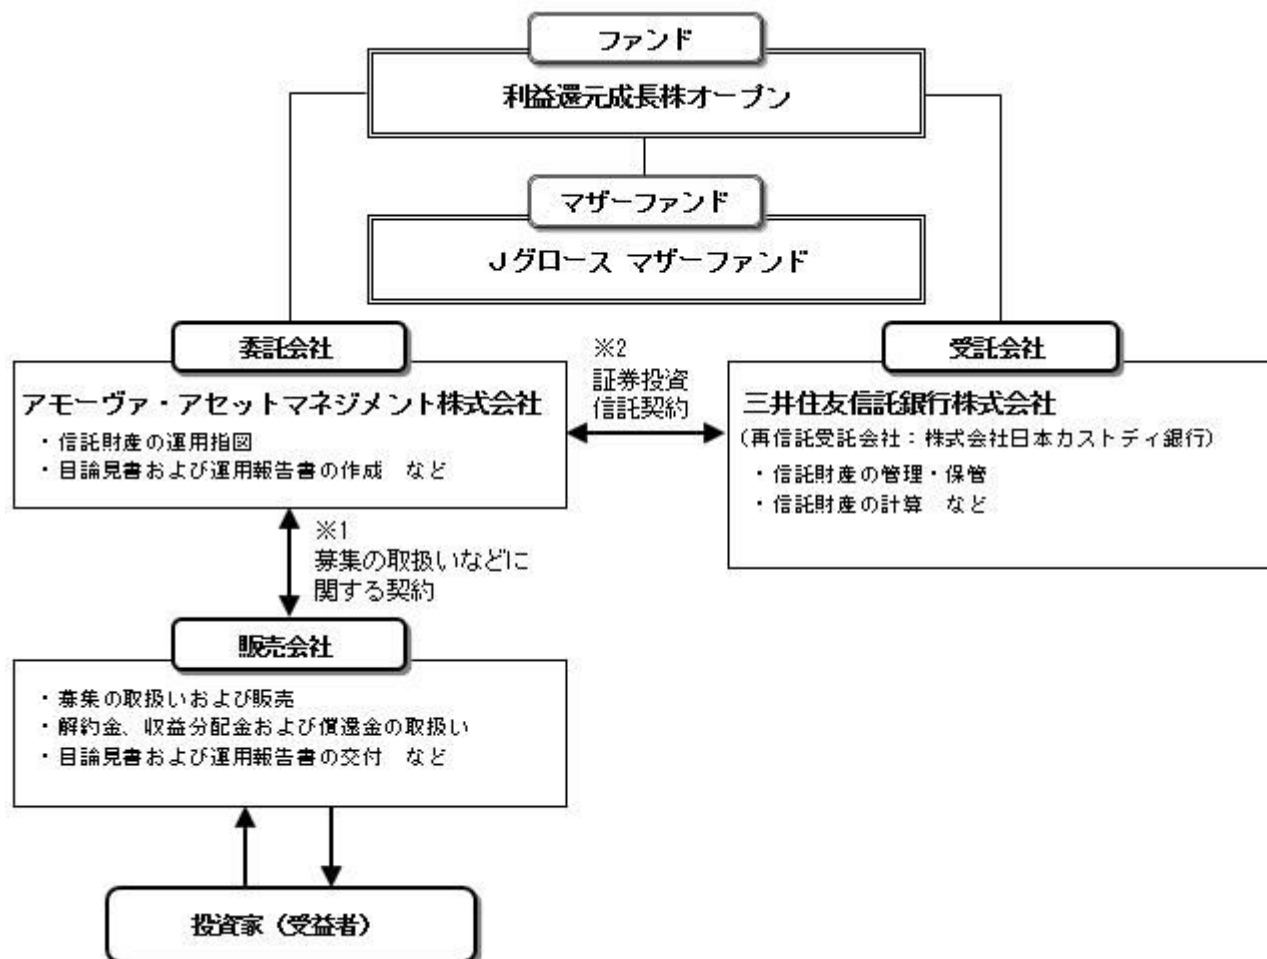 ファンド
利益還元成長株オープン
マザーファンド
Jグロース マザーファンド
委託会社
アモーヴァ・アセットマネジメント株式会社
・信託財産の運用指図
・目論見書および運用報告書の作成 など
※2
証券投資
信託契約
受託会社
三井住友信託銀行株式会社
(再信託受託会社:株式会社日本カストディ銀行)
・信託財産の管理・保管
・信託財産の計算 など
※1
募集の取扱いなどに
関する契約
販売会社
・募集の取扱いおよび販売
・解約金、収益分配金および償還金の取扱い
・目論見書および運用報告書の交付 など
投資家(受益者)